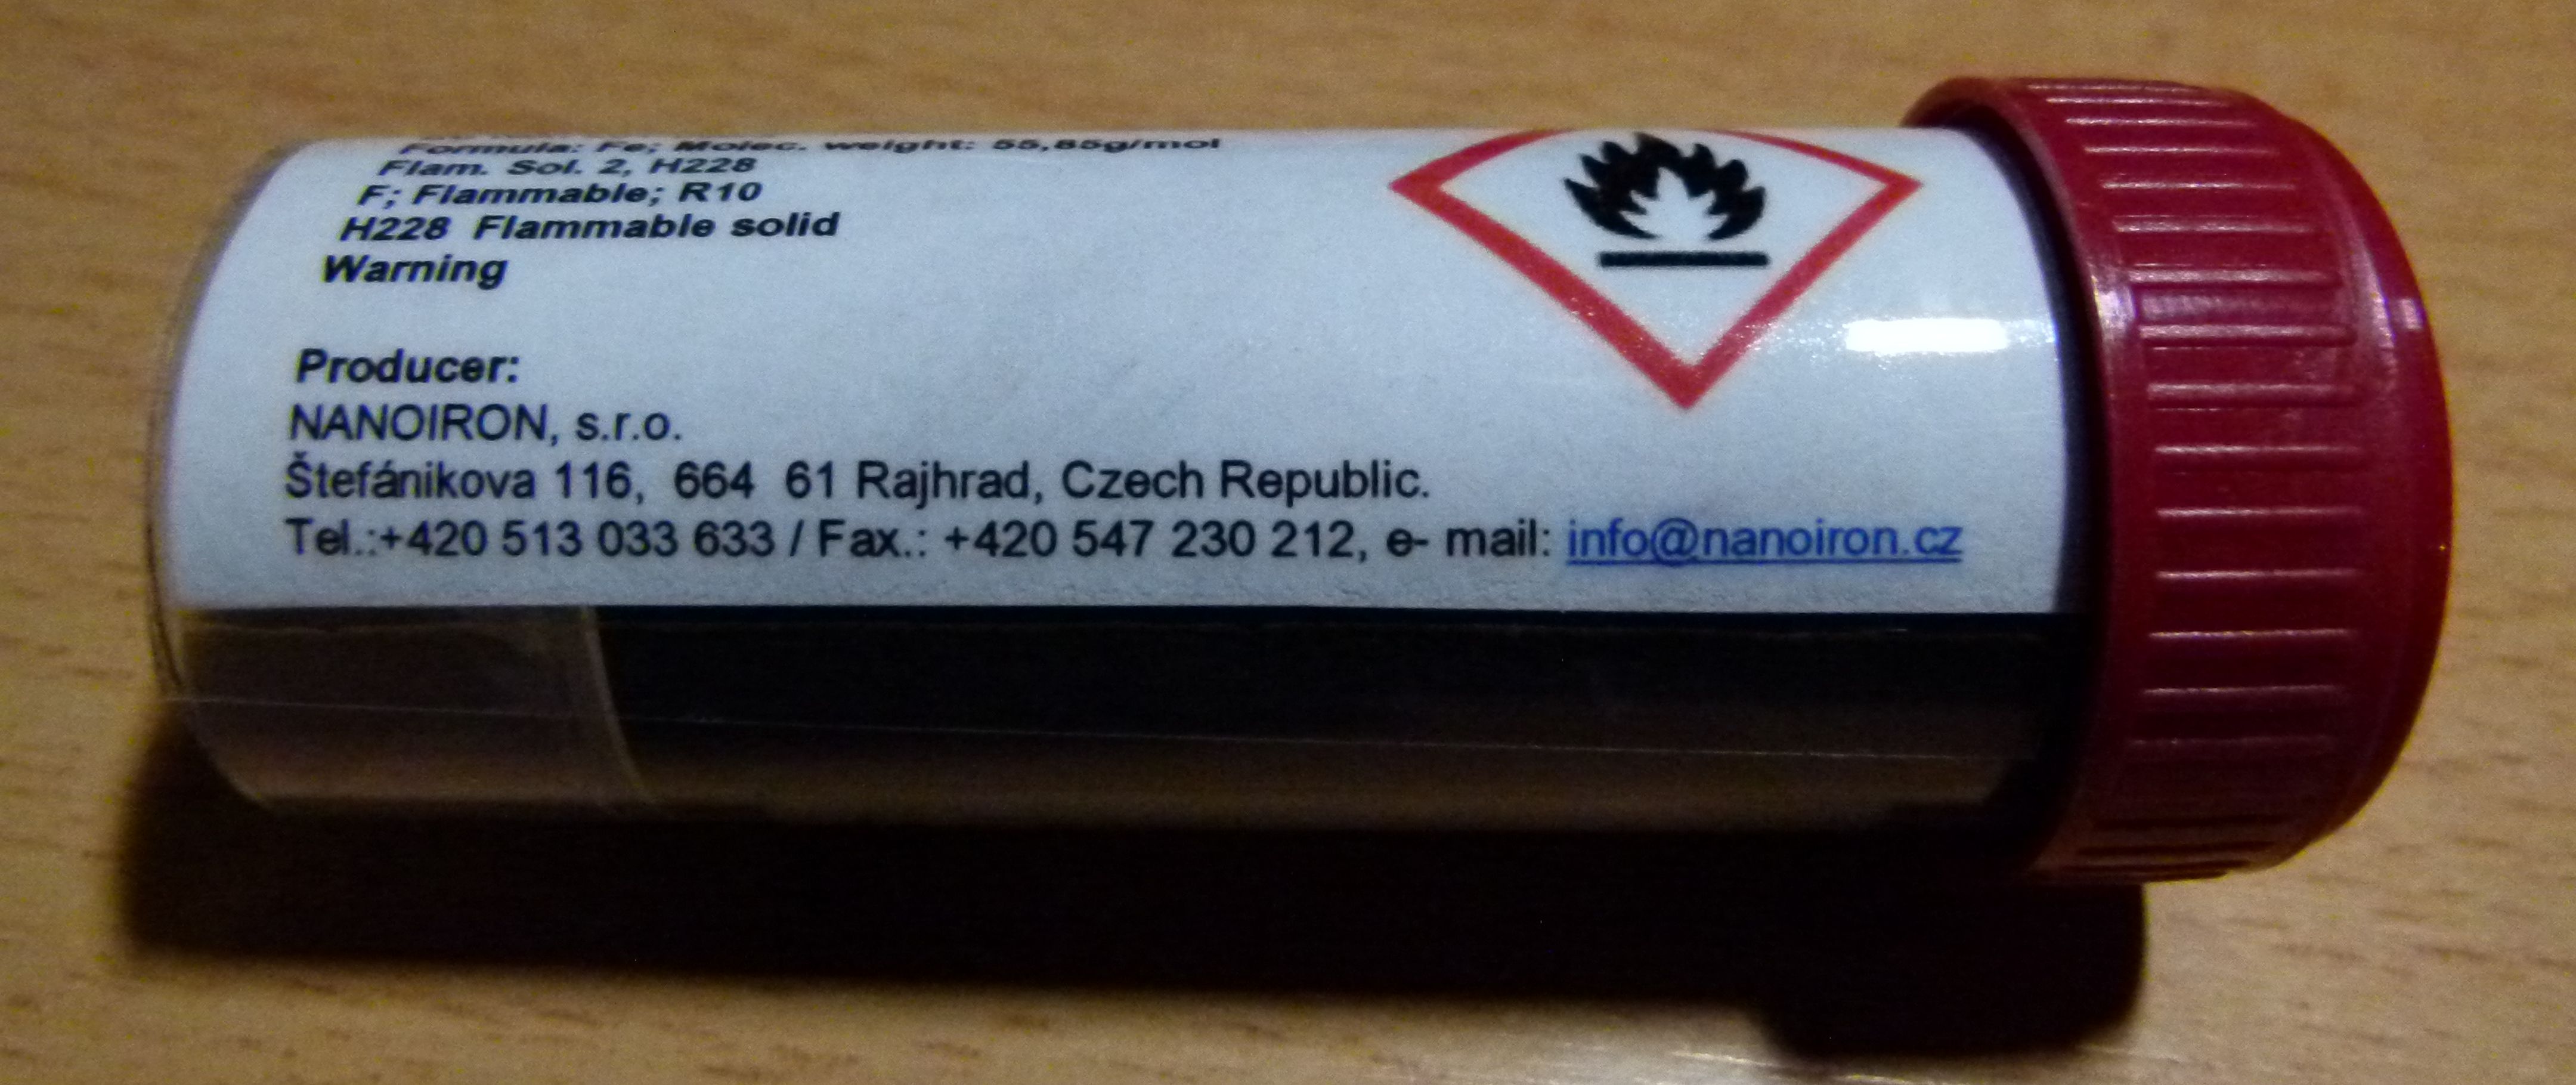 Formula: Fe; Molec. weight: 55,85g/mol
Flam. Sol. 2, H228
F; Flammable; R10
H228 Flammable solid
Warning
Producer:
NANOIRON, s.r.o.
Štefánikova 116, 664 61 Rajhrad, Czech Republic.
Tel.:+420 513 033 633 / Fax.: +420 547 230 212, e- mail: info@nanoiron.cz